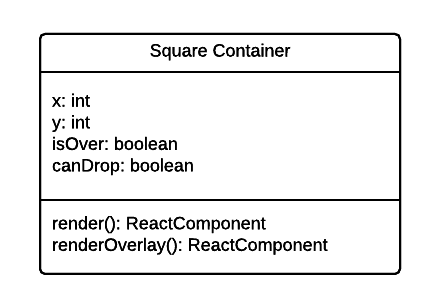 Square Container
x: int
y: int
isOver: boolean
canDrop: boolean
render(): ReactComponent
renderOverlay(): ReactComponent